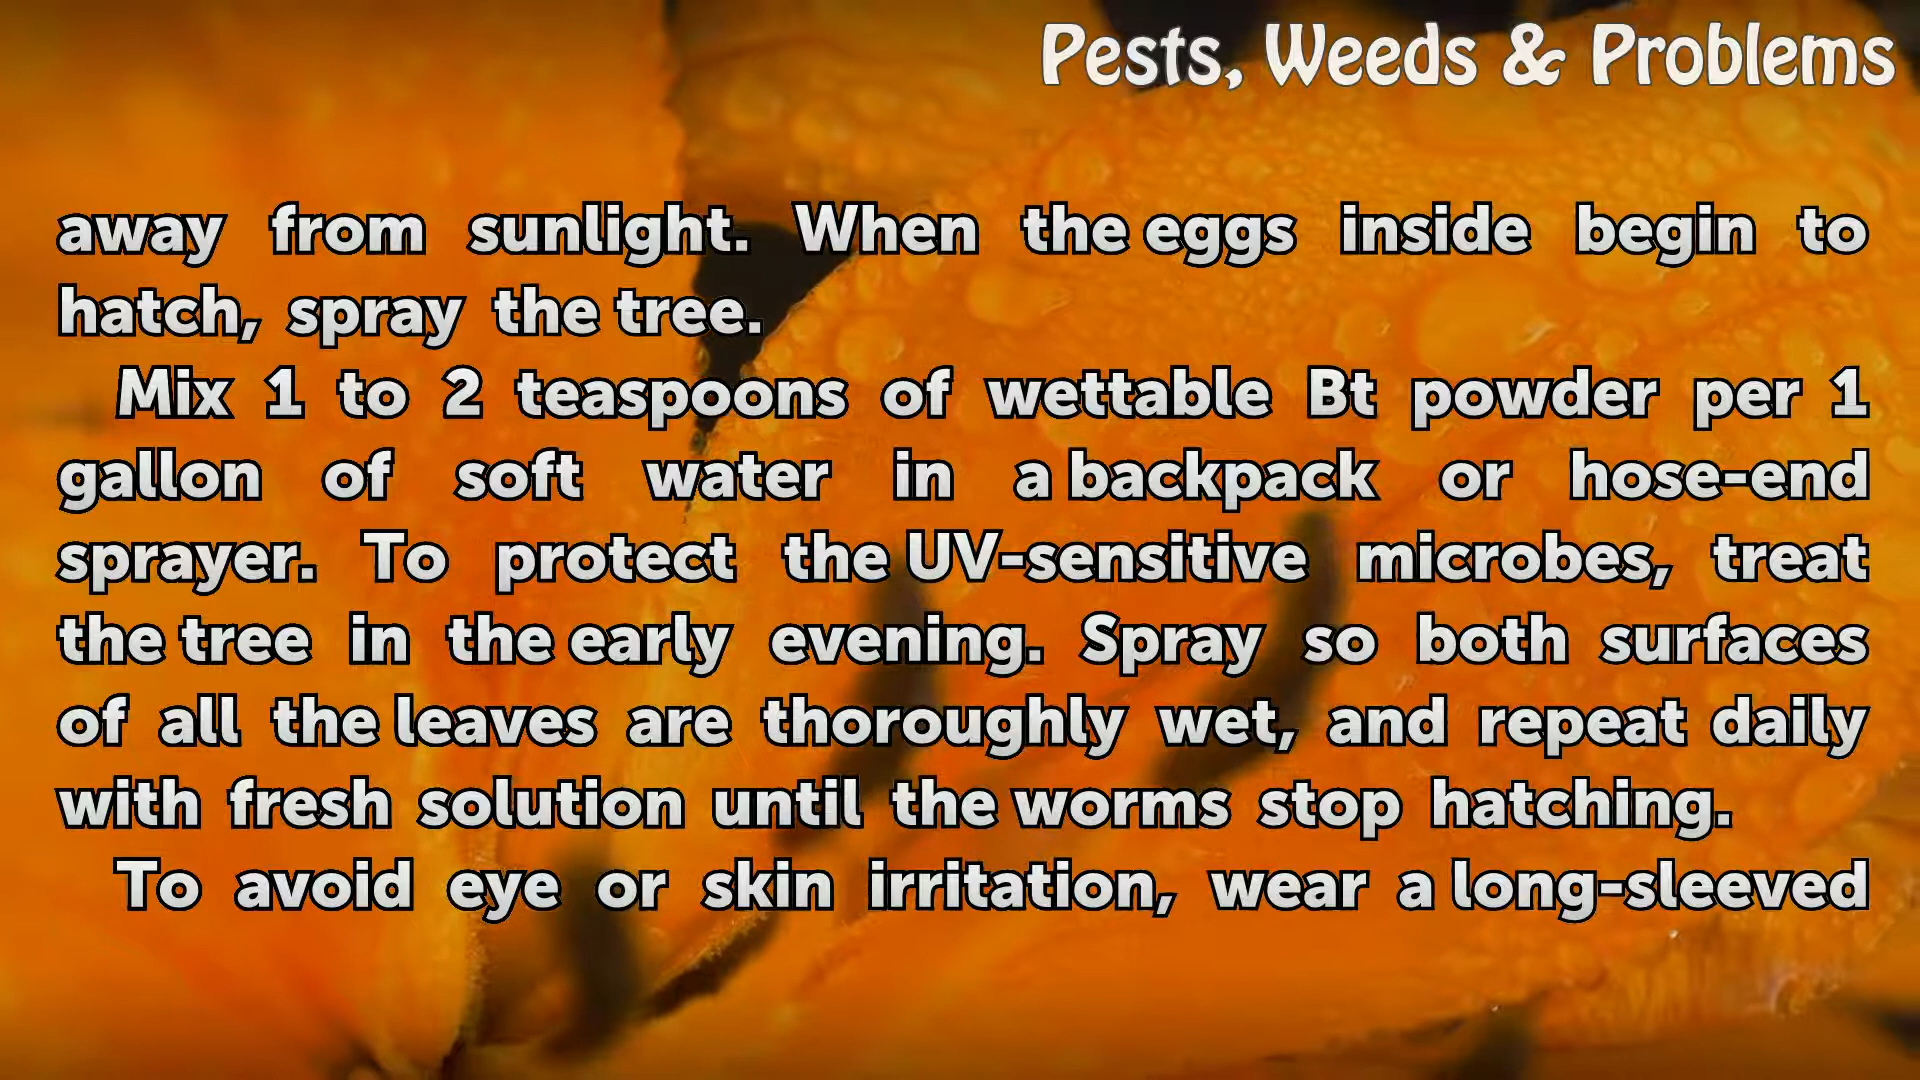 Pests, Weeds & Problems
away from sunlight. When the eggs inside begin to
hatch, spray the tree.
Mix 1 to 2 teaspoons of wettable Bt powder per 1
gallon of soft water in a backpack or hose-end
sprayer. To protect the UV-sensitive microbes, treat
the tree in the early evening. Spray so both surfaces
of all the leaves are thoroughly wet, and repeat daily
with fresh solution until the worms stop hatching.
To avoid eye or skin irritation, wear a long-sleeved